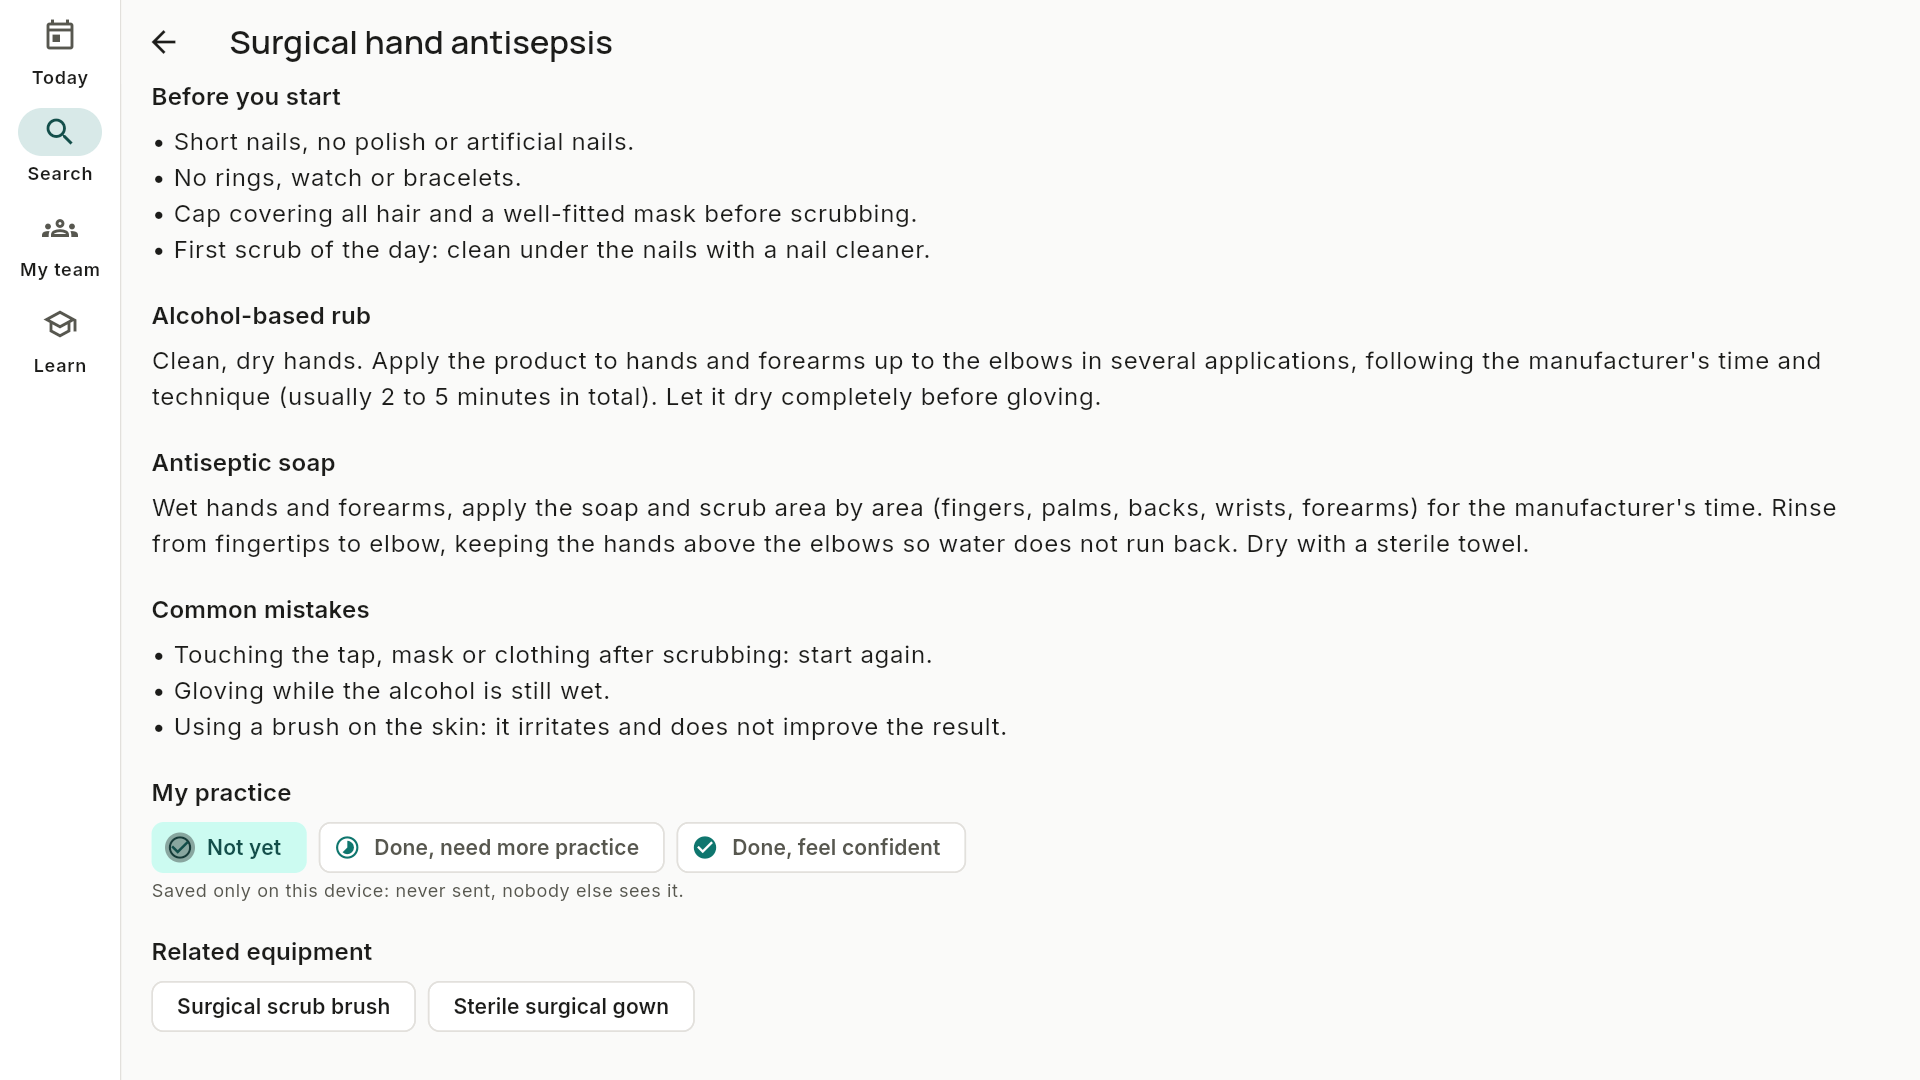 Surgical hand antisepsis
Today
Search
My team
Learn
Before you start
• Short nails, no polish or artificial nails.
• No rings, watch or bracelets.
• Cap covering all hair and a well-fitted mask before scrubbing.
• First scrub of the day: clean under the nails with a nail cleaner.
Alcohol-based rub
Clean, dry hands. Apply the product to hands and forearms up to the elbows in several applications, following the manufacturer's time and
technique (usually 2 to 5 minutes in total). Let it dry completely before gloving.
Antiseptic soap
Wet hands and forearms, apply the soap and scrub area by area (fingers, palms, backs, wrists, forearms) for the manufacturer's time. Rinse
from fingertips to elbow, keeping the hands above the elbows so water does not run back. Dry with a sterile towel.
Common mistakes
• Touching the tap, mask or clothing after scrubbing: start again.
• Gloving while the alcohol is still wet.
• Using a brush on the skin: it irritates and does not improve the result.
My practice
Not yet
Done, need more practice
Done, feel confident
Saved only on this device: never sent, nobody else sees it.
Related equipment
Surgical scrub brush
Sterile surgical gown